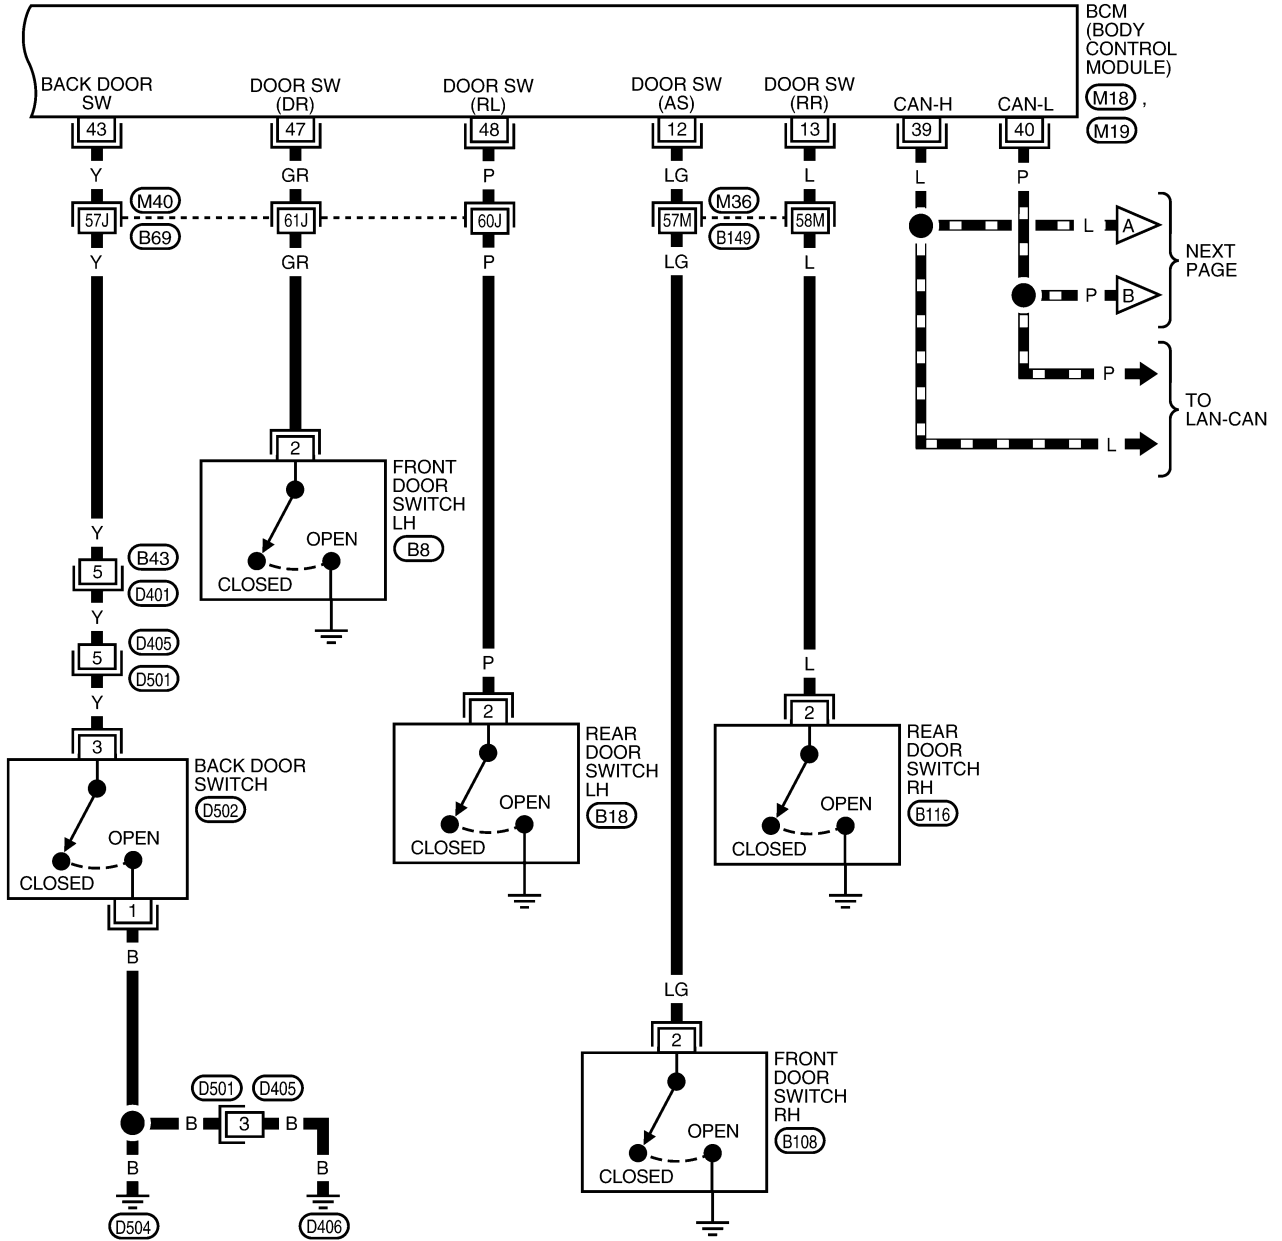 BCM
(BODY
CONTROL
MODULE)
M18 ,
M19
BACK DOOR
SW
DOOR SW
(DR)
DOOR SW
(RL)
DOOR SW
(AS)
DOOR SW
(RR)
CAN-H
CAN-L
43
47
48
12
13
39
40
Y
GR
P
LG
L
L
P
57J
M40
B69
61J
60J
57M
M36
B149
58M
L
A
NEXT
PAGE
Y
GR
P
LG
L
P
B
P
TO
LAN-CAN
L
2
FRONT
DOOR
SWITCH
LH
B8
OPEN
CLOSED
Y
5
B43
D401
Y
5
D405
D501
Y
3
BACK DOOR
SWITCH
D502
OPEN
CLOSED
1
B
P
2
REAR
DOOR
SWITCH
LH
B18
OPEN
CLOSED
L
2
REAR
DOOR
SWITCH
RH
B116
OPEN
CLOSED
LG
2
FRONT
DOOR
SWITCH
RH
B108
OPEN
CLOSED
D501
D405
B
3
B
B
B
D504
D406